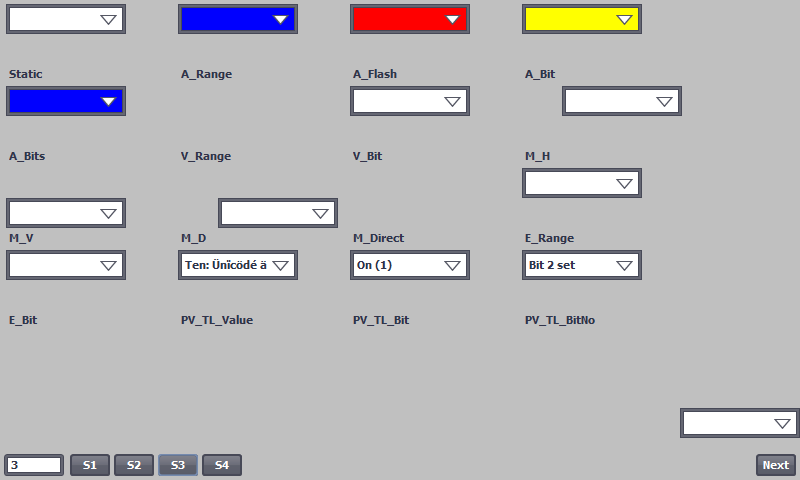 Static A_Range A_Flash A_Bit
A_Bits V_Range V_Bit M_H
M_V M_D M_Direct E_Range
Ten: Ünïcödé ä On (1) Bit 2 set
E_Bit PV_TL_Value PV_TL_Bit PV_TL_BitNo
3 S1 S2 S3 S4 Next